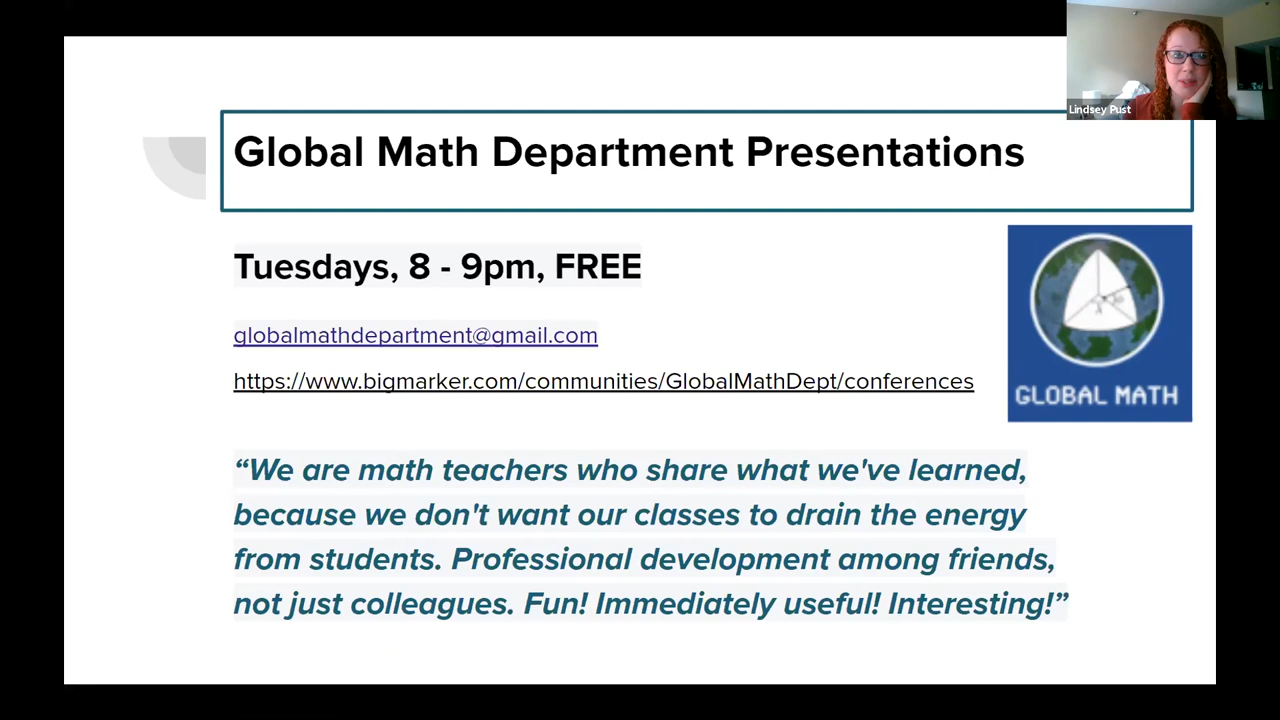 Lindsey Pust
Global Math Department Presentations
Tuesdays, 8 - 9pm, FREE
globalmathdepartment@gmail.com
https://www.bigmarker.com/communities/GlobalMathDept/conferences
GLOBAL MATH
“We are math teachers who share what we've learned,
because we don't want our classes to drain the energy
from students. Professional development among friends,
not just colleagues. Fun! Immediately useful! Interesting!”